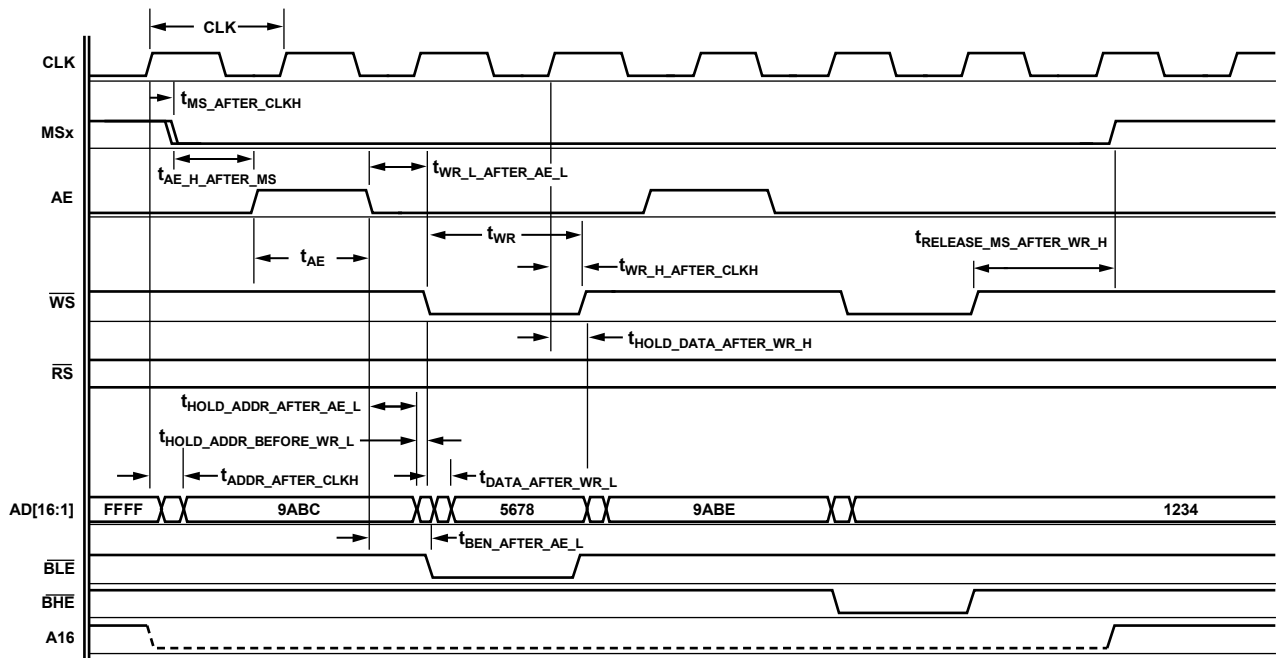 CLK
CLK
tMS_AFTER_CLKH
MSx
tAE_H_AFTER_MS
tWR_L_AFTER_AE_L
AE
tWR
tRELEASE_MS_AFTER_WR_H
tAE
tWR_H_AFTER_CLKH
WS
tHOLD_DATA_AFTER_WR_H
RS
tHOLD_ADDR_AFTER_AE_L
tHOLD_ADDR_BEFORE_WR_L
tADDR_AFTER_CLKH
tDATA_AFTER_WR_L
AD[16:1] FFFF 9ABC 5678 9ABE 1234
tBEN_AFTER_AE_L
BLE
BHE
A16